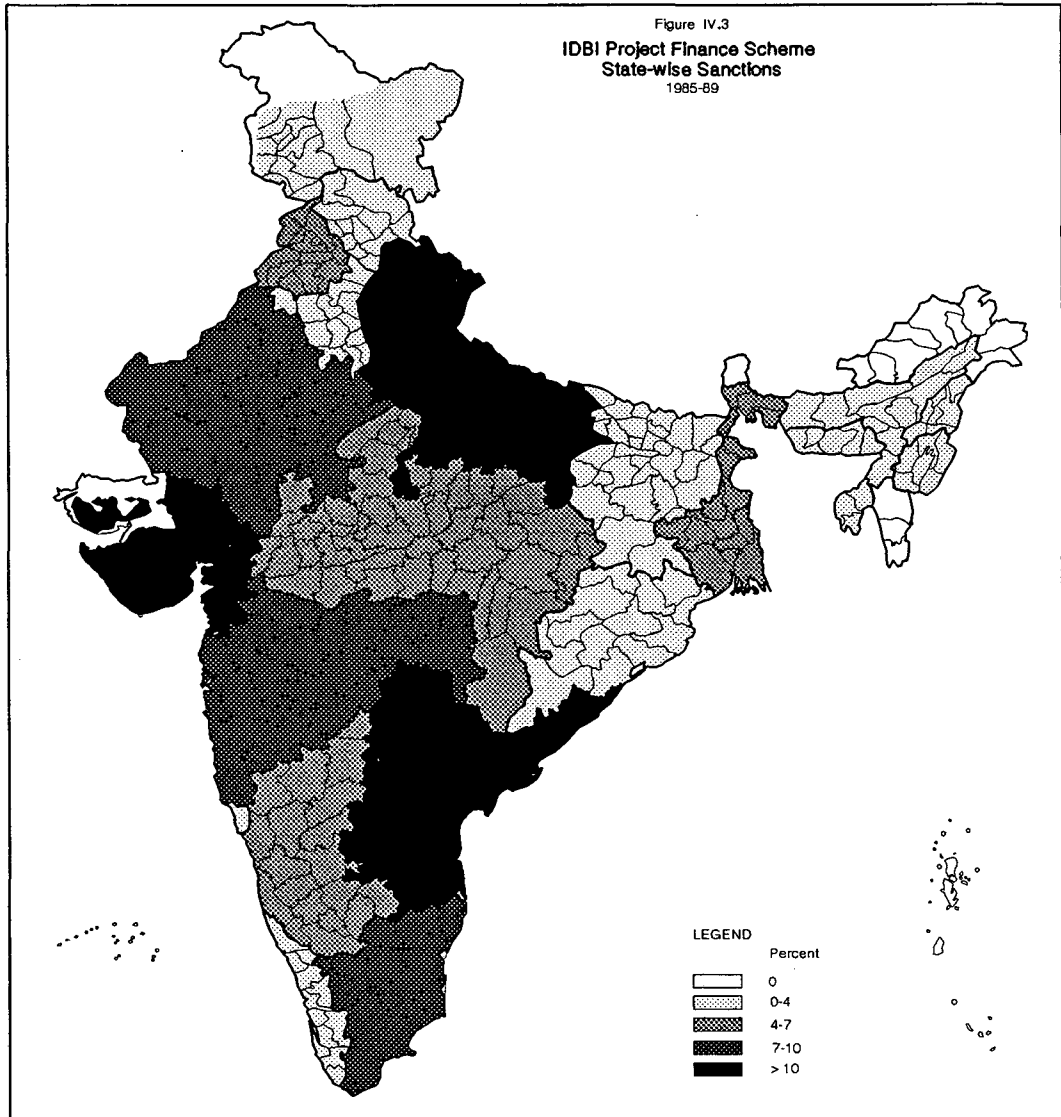 Figure IV.3
IDBI Project Finance Scheme
State-wise Sanctions
1985-89
LEGEND
Percent
0
0-4
4-7
7-10
> 10